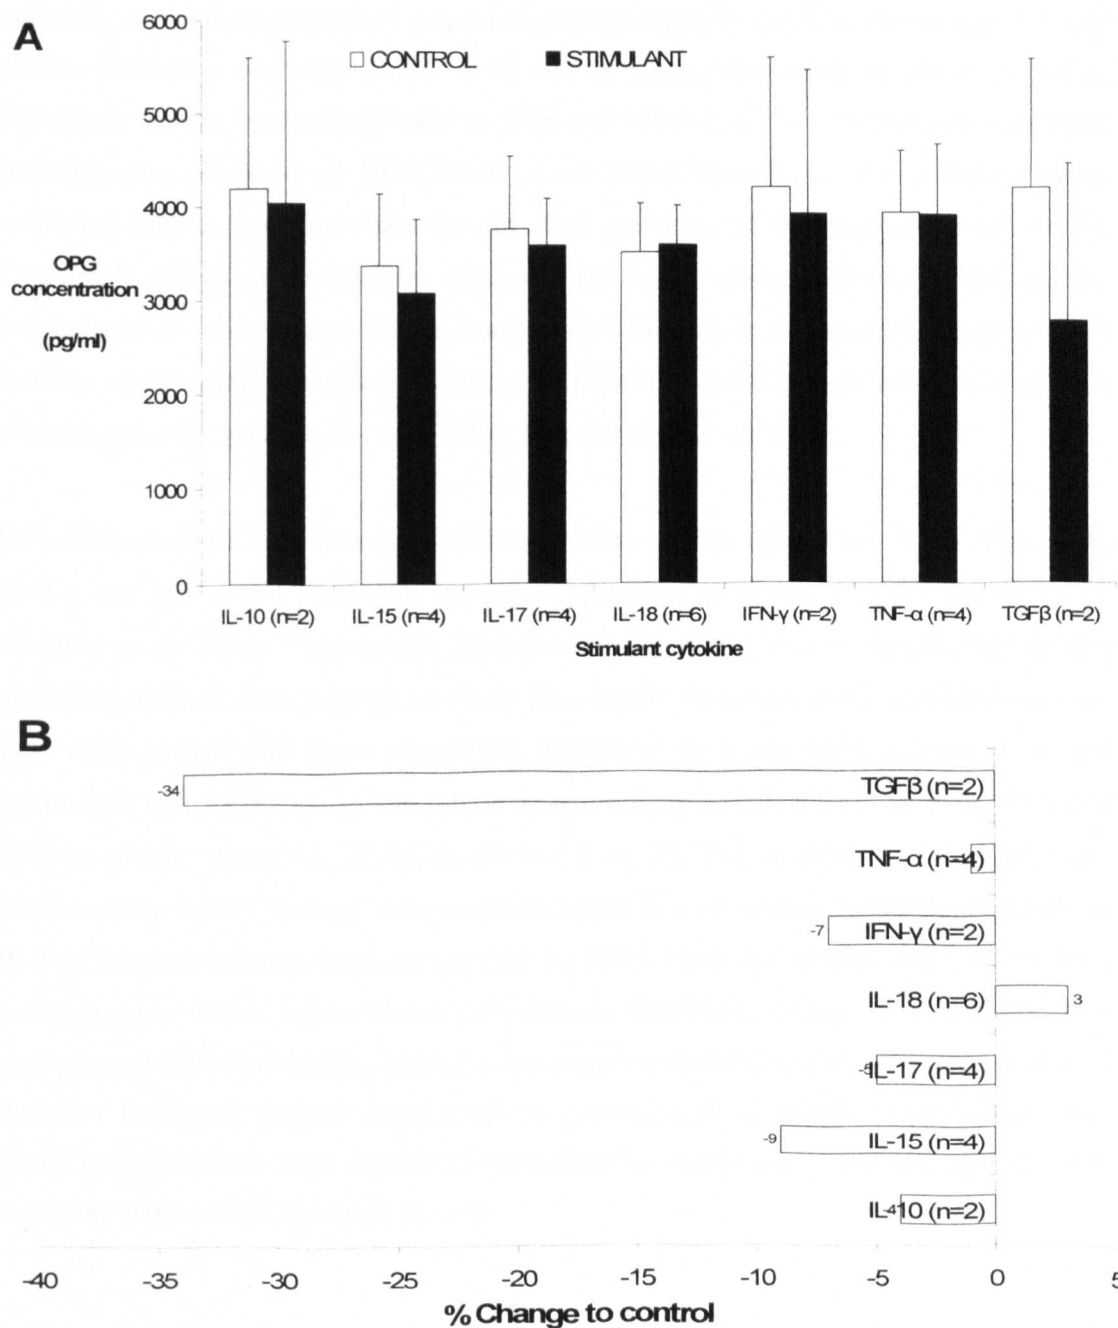 A
6000
CONTROL STIMULANT
5000
4000
OPG
concentration
(pg/ml)
3000
2000
1000
0
IL-10 (n=2) IL-15 (n=4) IL-17 (n=4) IL-18 (n=6) IFN-γ (n=2) TNF-α (n=4) TGFβ (n=2)
Stimulant cytokine
B
-34 TGFβ (n=2)
TNF-α (n=4)
-7 IFN-γ (n=2)
IL-18 (n=6) 3
-5 IL-17 (n=4)
-9 IL-15 (n=4)
-4 IL-10 (n=2)
-40 -35 -30 -25 -20 -15 -10 -5 0 5
% Change to control